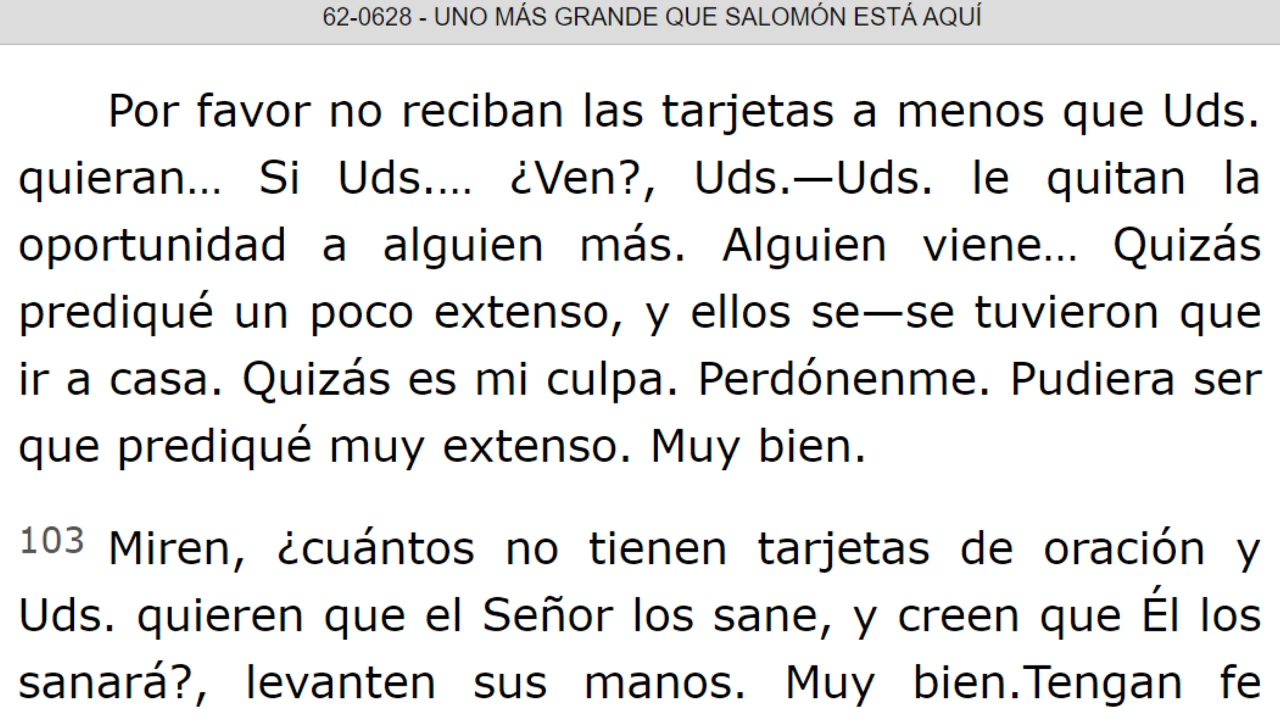 62-0628 - UNO MÁS GRANDE QUE SALOMÓN ESTÁ AQUÍ
Por favor no reciban las tarjetas a menos que Uds.
quieran… Si Uds.… ¿Ven?, Uds.—Uds. le quitan la
oportunidad a alguien más. Alguien viene… Quizás
prediqué un poco extenso, y ellos se—se tuvieron que
ir a casa. Quizás es mi culpa. Perdónenme. Pudiera ser
que prediqué muy extenso. Muy bien.
103 Miren, ¿cuántos no tienen tarjetas de oración y
Uds. quieren que el Señor los sane, y creen que Él los
sanará?, levanten sus manos. Muy bien.Tengan fe